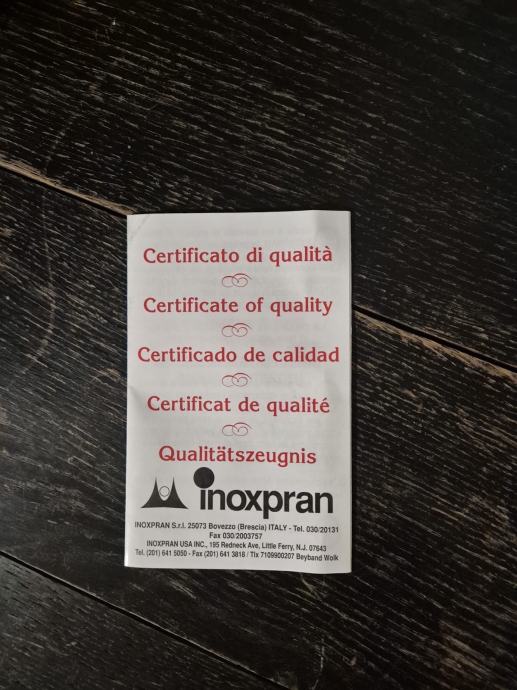 Certificato di qualità
Certificate of quality
Certificado de calidad
Certificat de qualité
Qualitätszeugnis
inoxpran
INOXPRAN S.r.l. 25073 Bovezzo (Brescia) ITALY - Tel. 030/20131
Fax 030/2003757
INOXPRAN USA INC., 195 Redneck Ave, Little Ferry, N.J. 07643
Tel. (201) 641 5050 - Fax (201) 641 3818 / Tlx 7109900207 Beyband Wolk